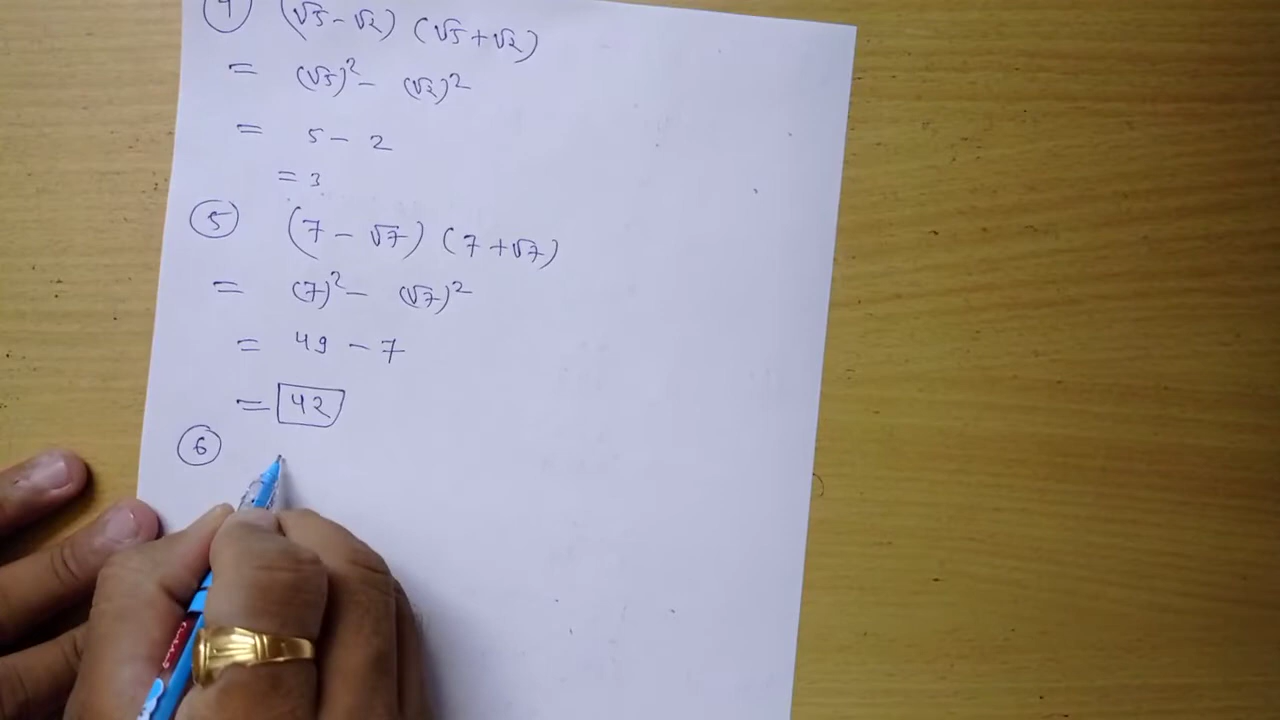 4 (√5 - √2) (√5 + √2)
= (√5)² - (√2)²
= 5 - 2
= 3
5 (7 - √7) (7 + √7)
= (7)² - (√7)²
= 49 - 7
= 42
6